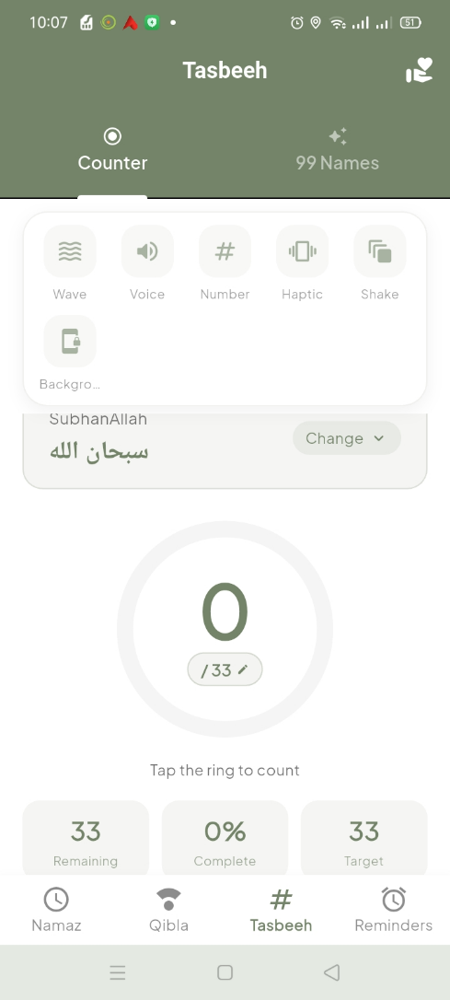 10:07
51
Tasbeeh
Counter
99 Names
Wave
Voice
Number
Haptic
Shake
Backgro...
SubhanAllah
سبحان الله
Change
0
/ 33
Tap the ring to count
33
0%
33
Remaining
Complete
Target
Namaz
Qibla
Tasbeeh
Reminders